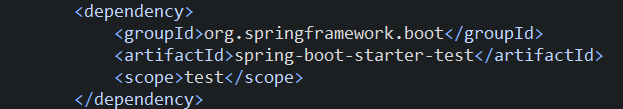 <dependency>
<groupId>org.springframework.boot</groupId>
<artifactId>spring-boot-starter-test</artifactId>
<scope>test</scope>
</dependency>